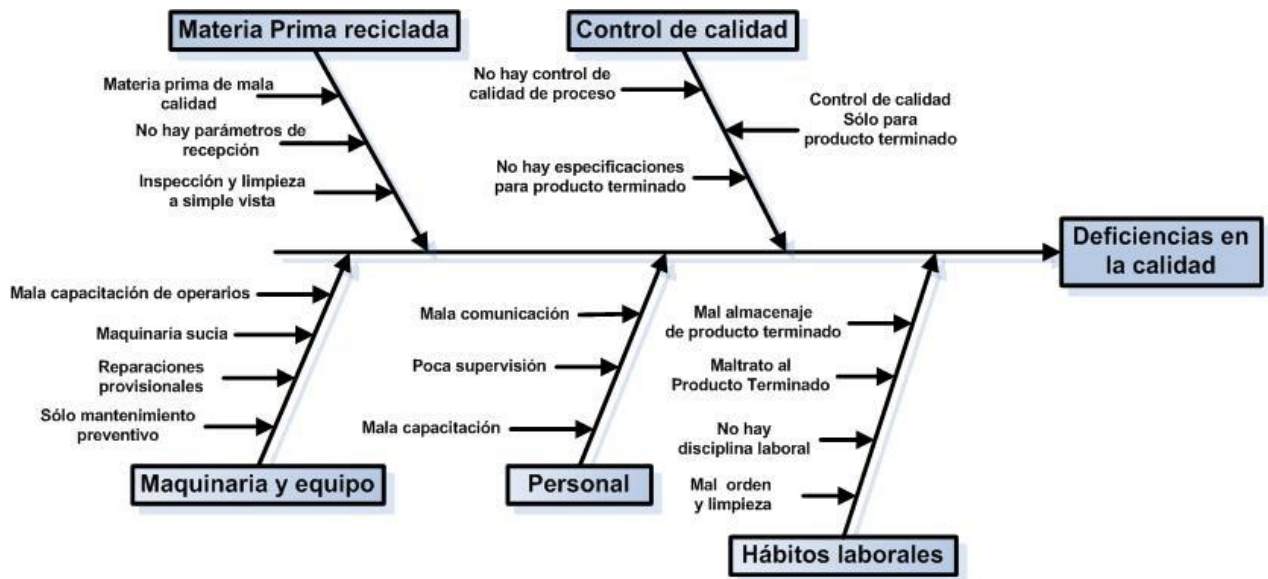 Materia Prima reciclada
Control de calidad
Materia prima de mala
calidad
No hay parámetros de
recepción
Inspección y limpieza
a simple vista
No hay control de
calidad de proceso
Control de calidad
Sólo para
producto terminado
No hay especificaciones
para producto terminado
Deficiencias en
la calidad
Mala capacitación de operarios
Maquinaria sucia
Reparaciones
provisionales
Sólo mantenimiento
preventivo
Maquinaria y equipo
Mala comunicación
Poca supervisión
Mala capacitación
Personal
Mal almacenaje
de producto terminado
Maltrato al
Producto Terminado
No hay
disciplina laboral
Mal orden
y limpieza
Hábitos laborales